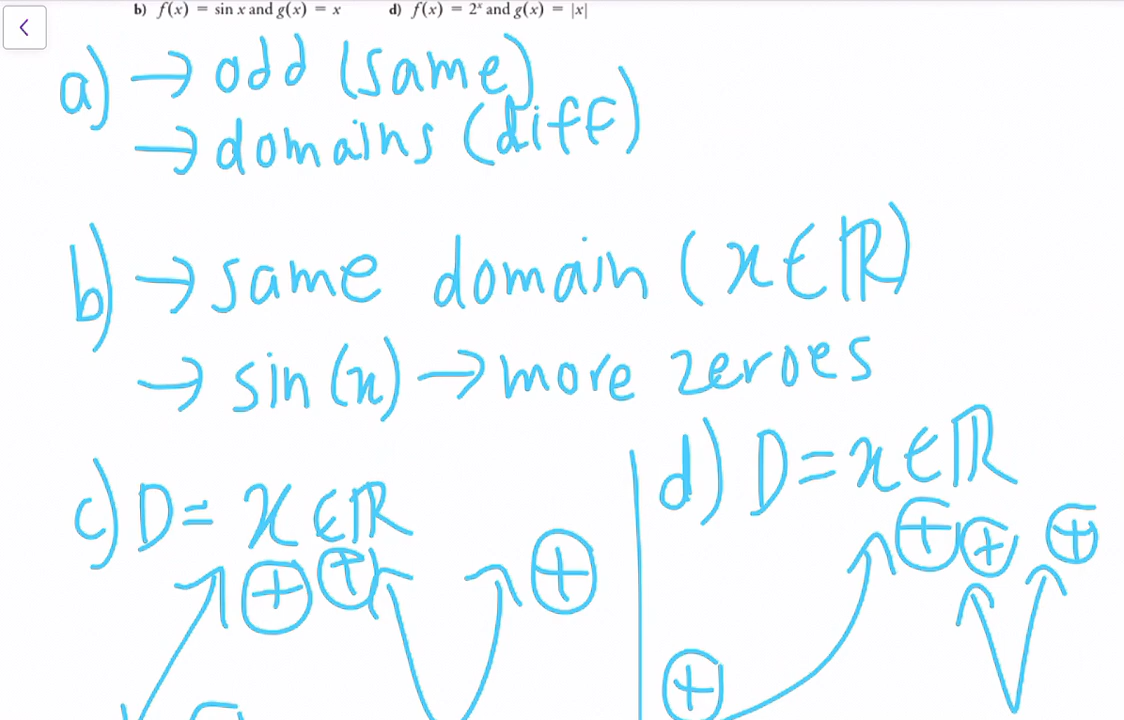 b) f(x) = sin x and g(x) = x d) f(x) = 2ˣ and g(x) = |x|
a) → odd (same)
→ domains (diff)
b) → same domain (x ∈ ℝ)
→ sin(x) → more zeroes
c) D = x ∈ ℝ
d) D = x ∈ ℝ
⊕ ⊕ ⊕
⊕ ⊕ ⊕
⊕